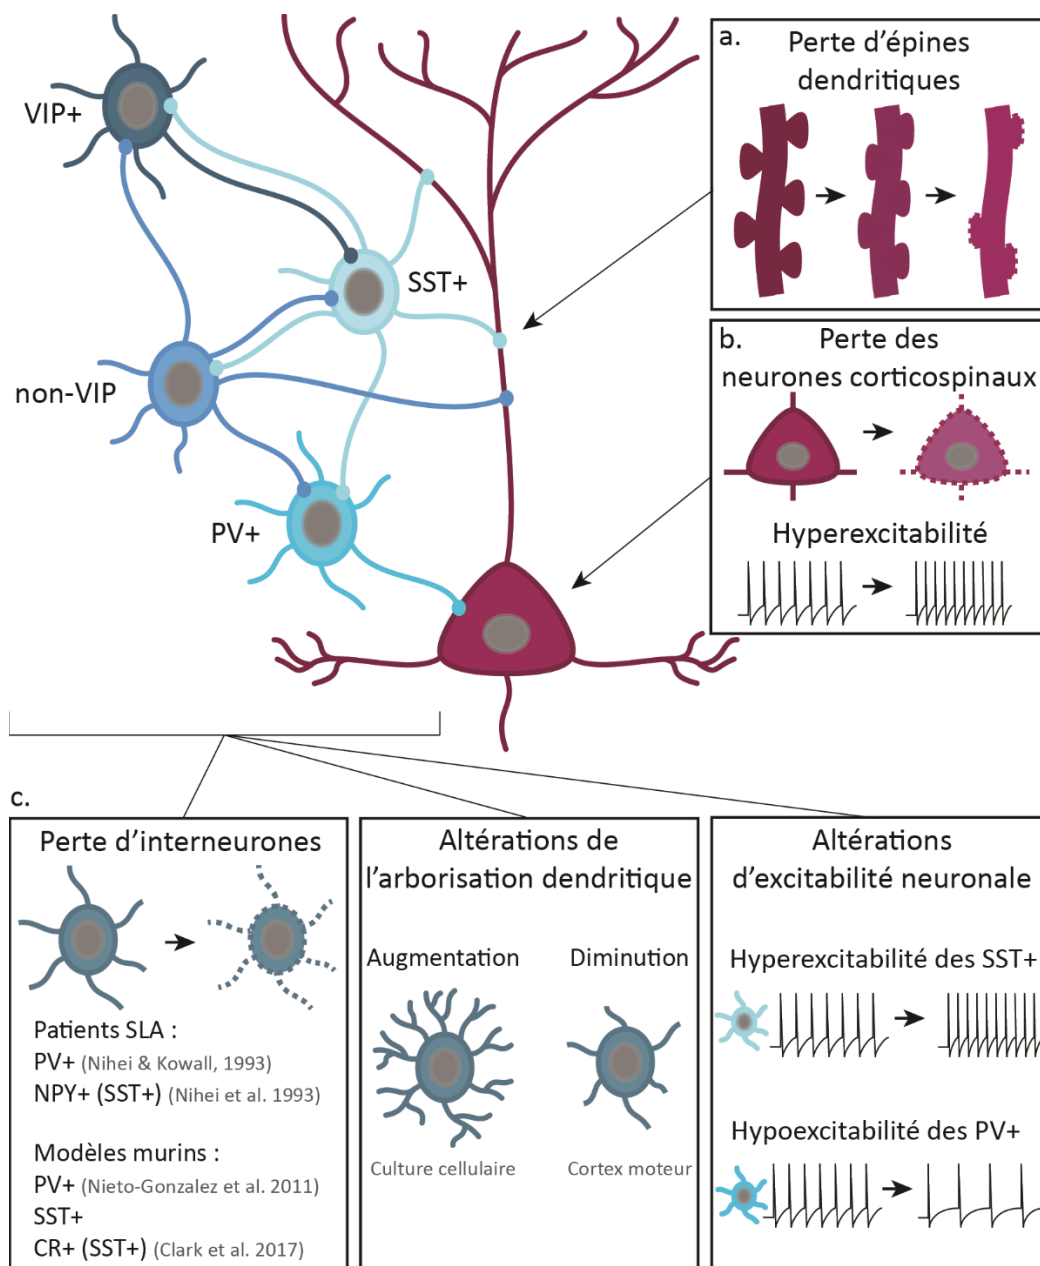 VIP+
SST+
non-VIP
PV+
a.
Perte d’épines
dendritiques
b.
Perte des
neurones corticospinaux
Hyperexcitabilité
c.
Perte d’interneurones
Patients SLA :
PV+ (Nihei & Kowall, 1993)
NPY+ (SST+) (Nihei et al. 1993)
Modèles murins :
PV+ (Nieto-Gonzalez et al. 2011)
SST+
CR+ (SST+) (Clark et al. 2017)
Altérations de
l’arborisation dendritique
Augmentation
Diminution
Culture cellulaire
Cortex moteur
Altérations
d’excitabilité neuronale
Hyperexcitabilité des SST+
Hypoexcitabilité des PV+